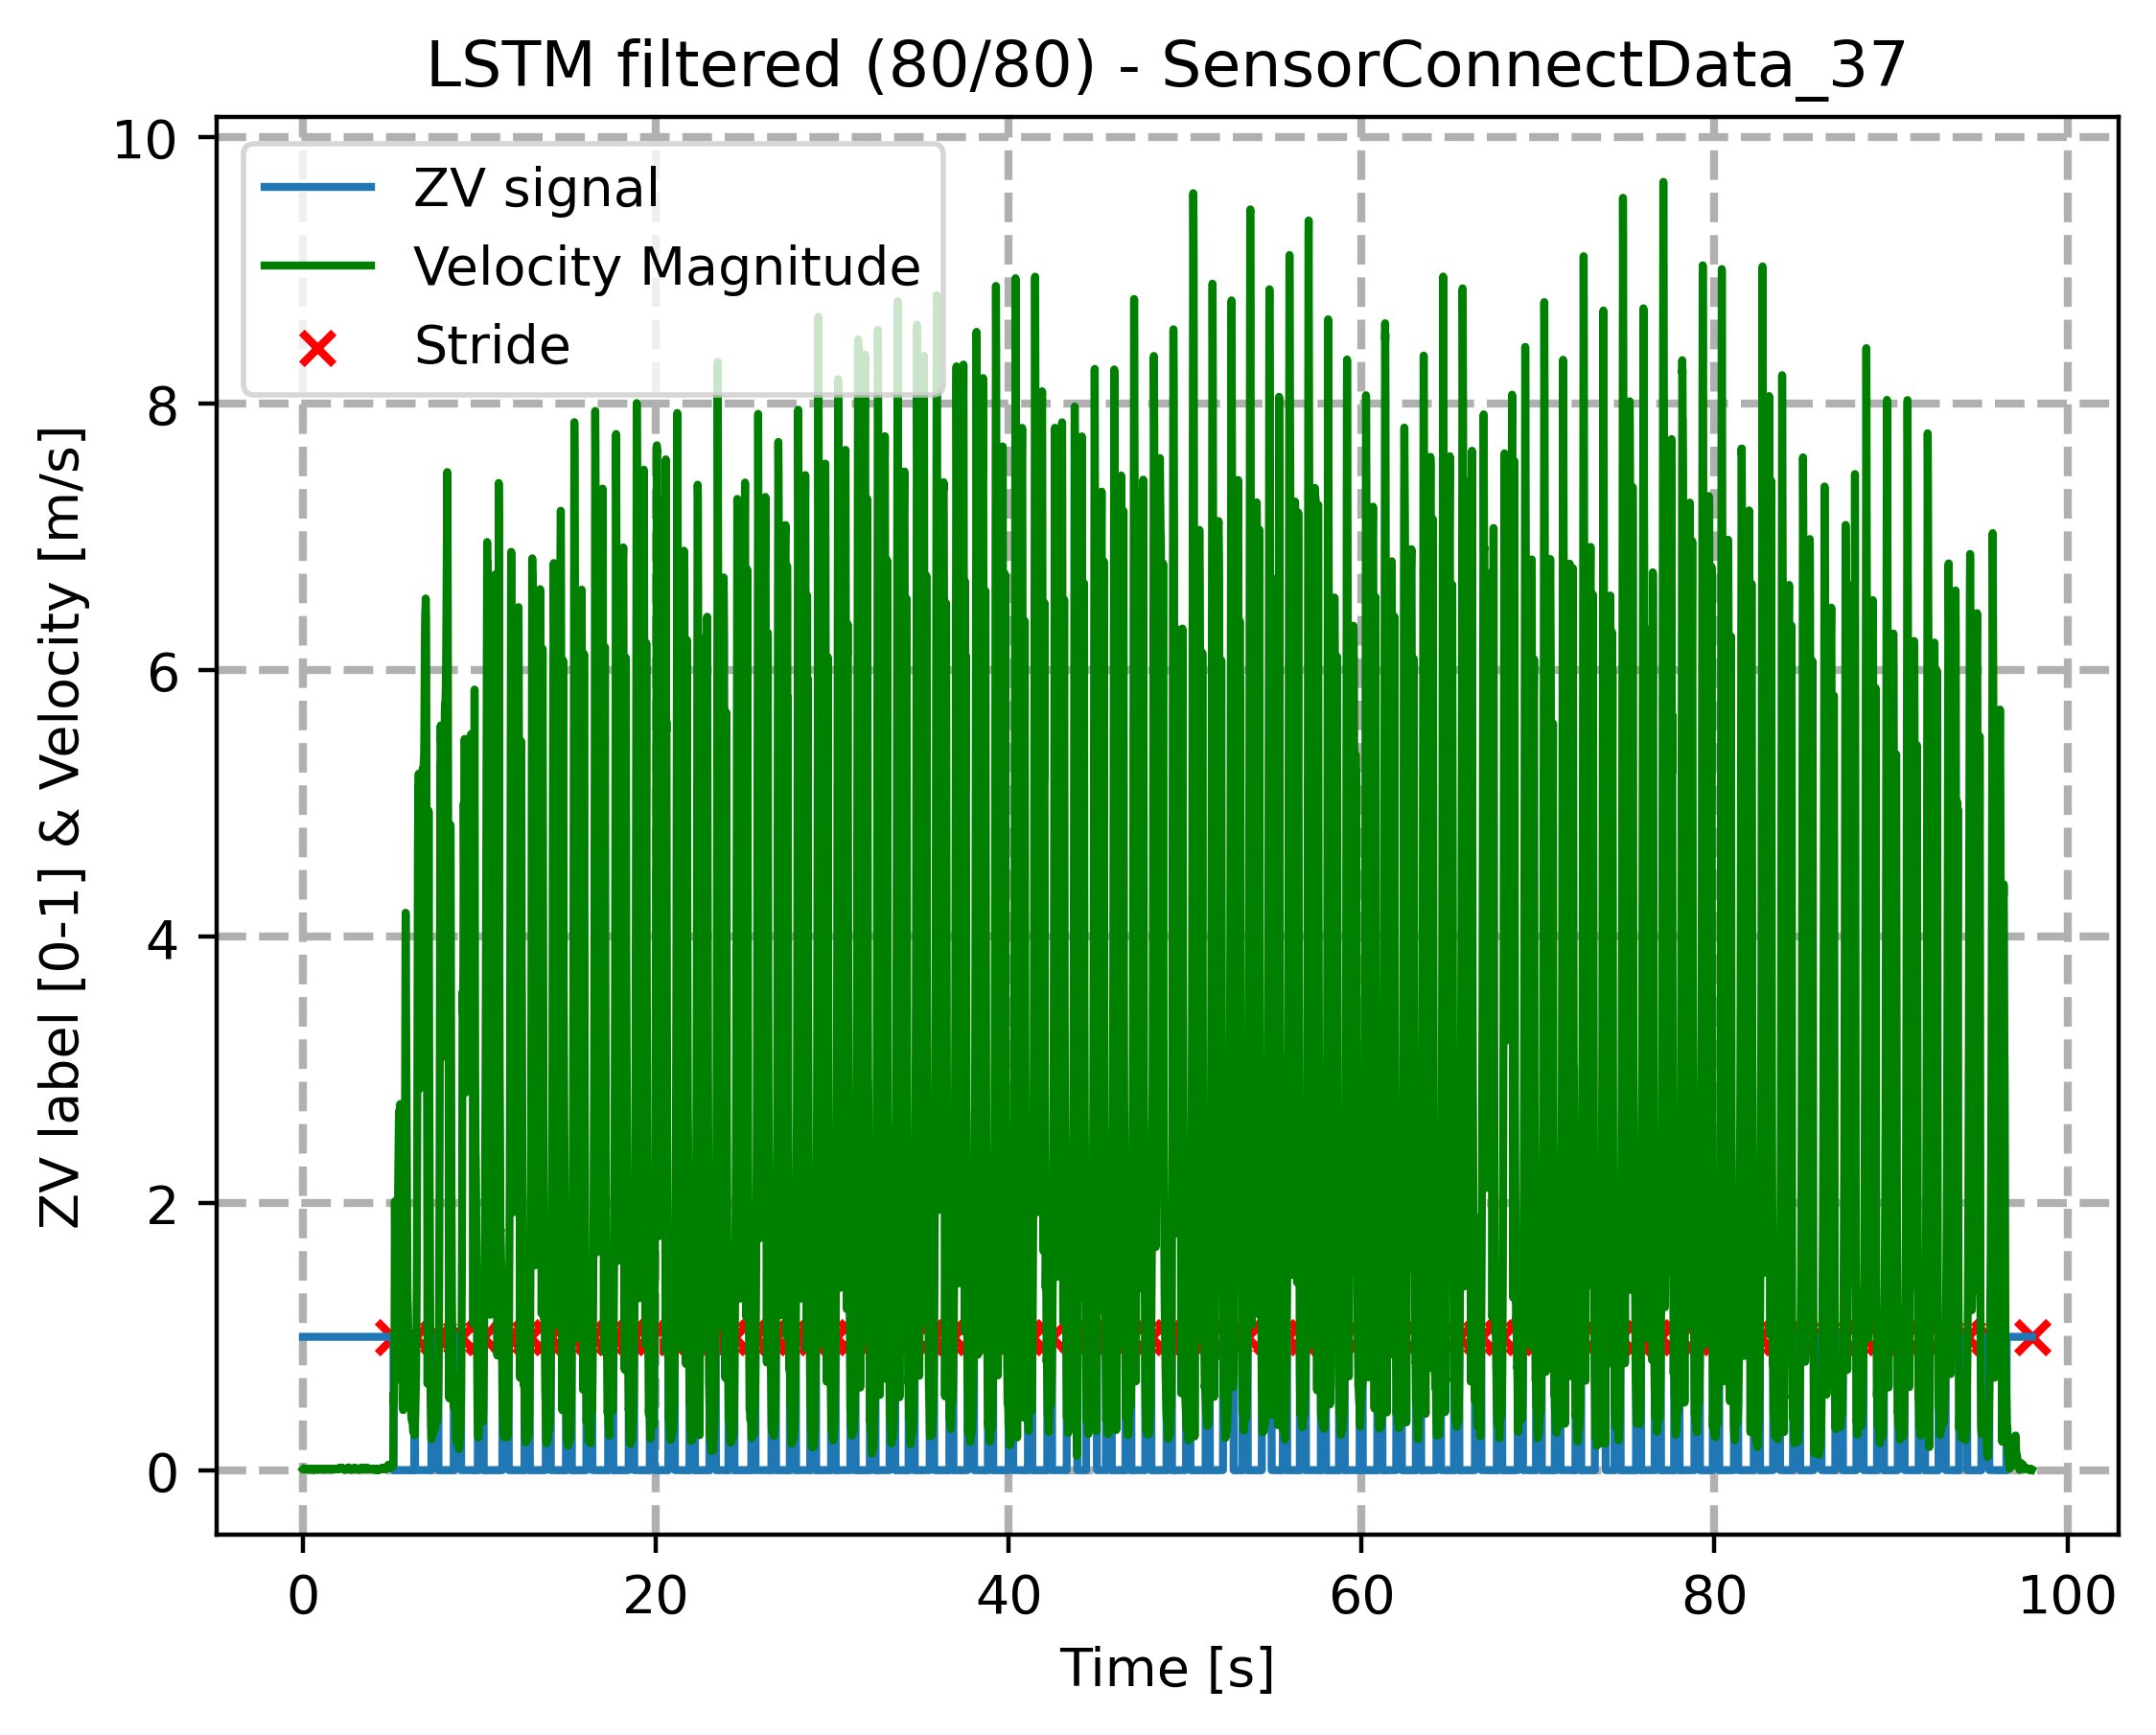 LSTM filtered (80/80) - SensorConnectData_37
ZV signal
Velocity Magnitude
Stride
ZV label [0-1] & Velocity [m/s]
10
8
6
4
2
0
0 20 40 60 80 100
Time [s]